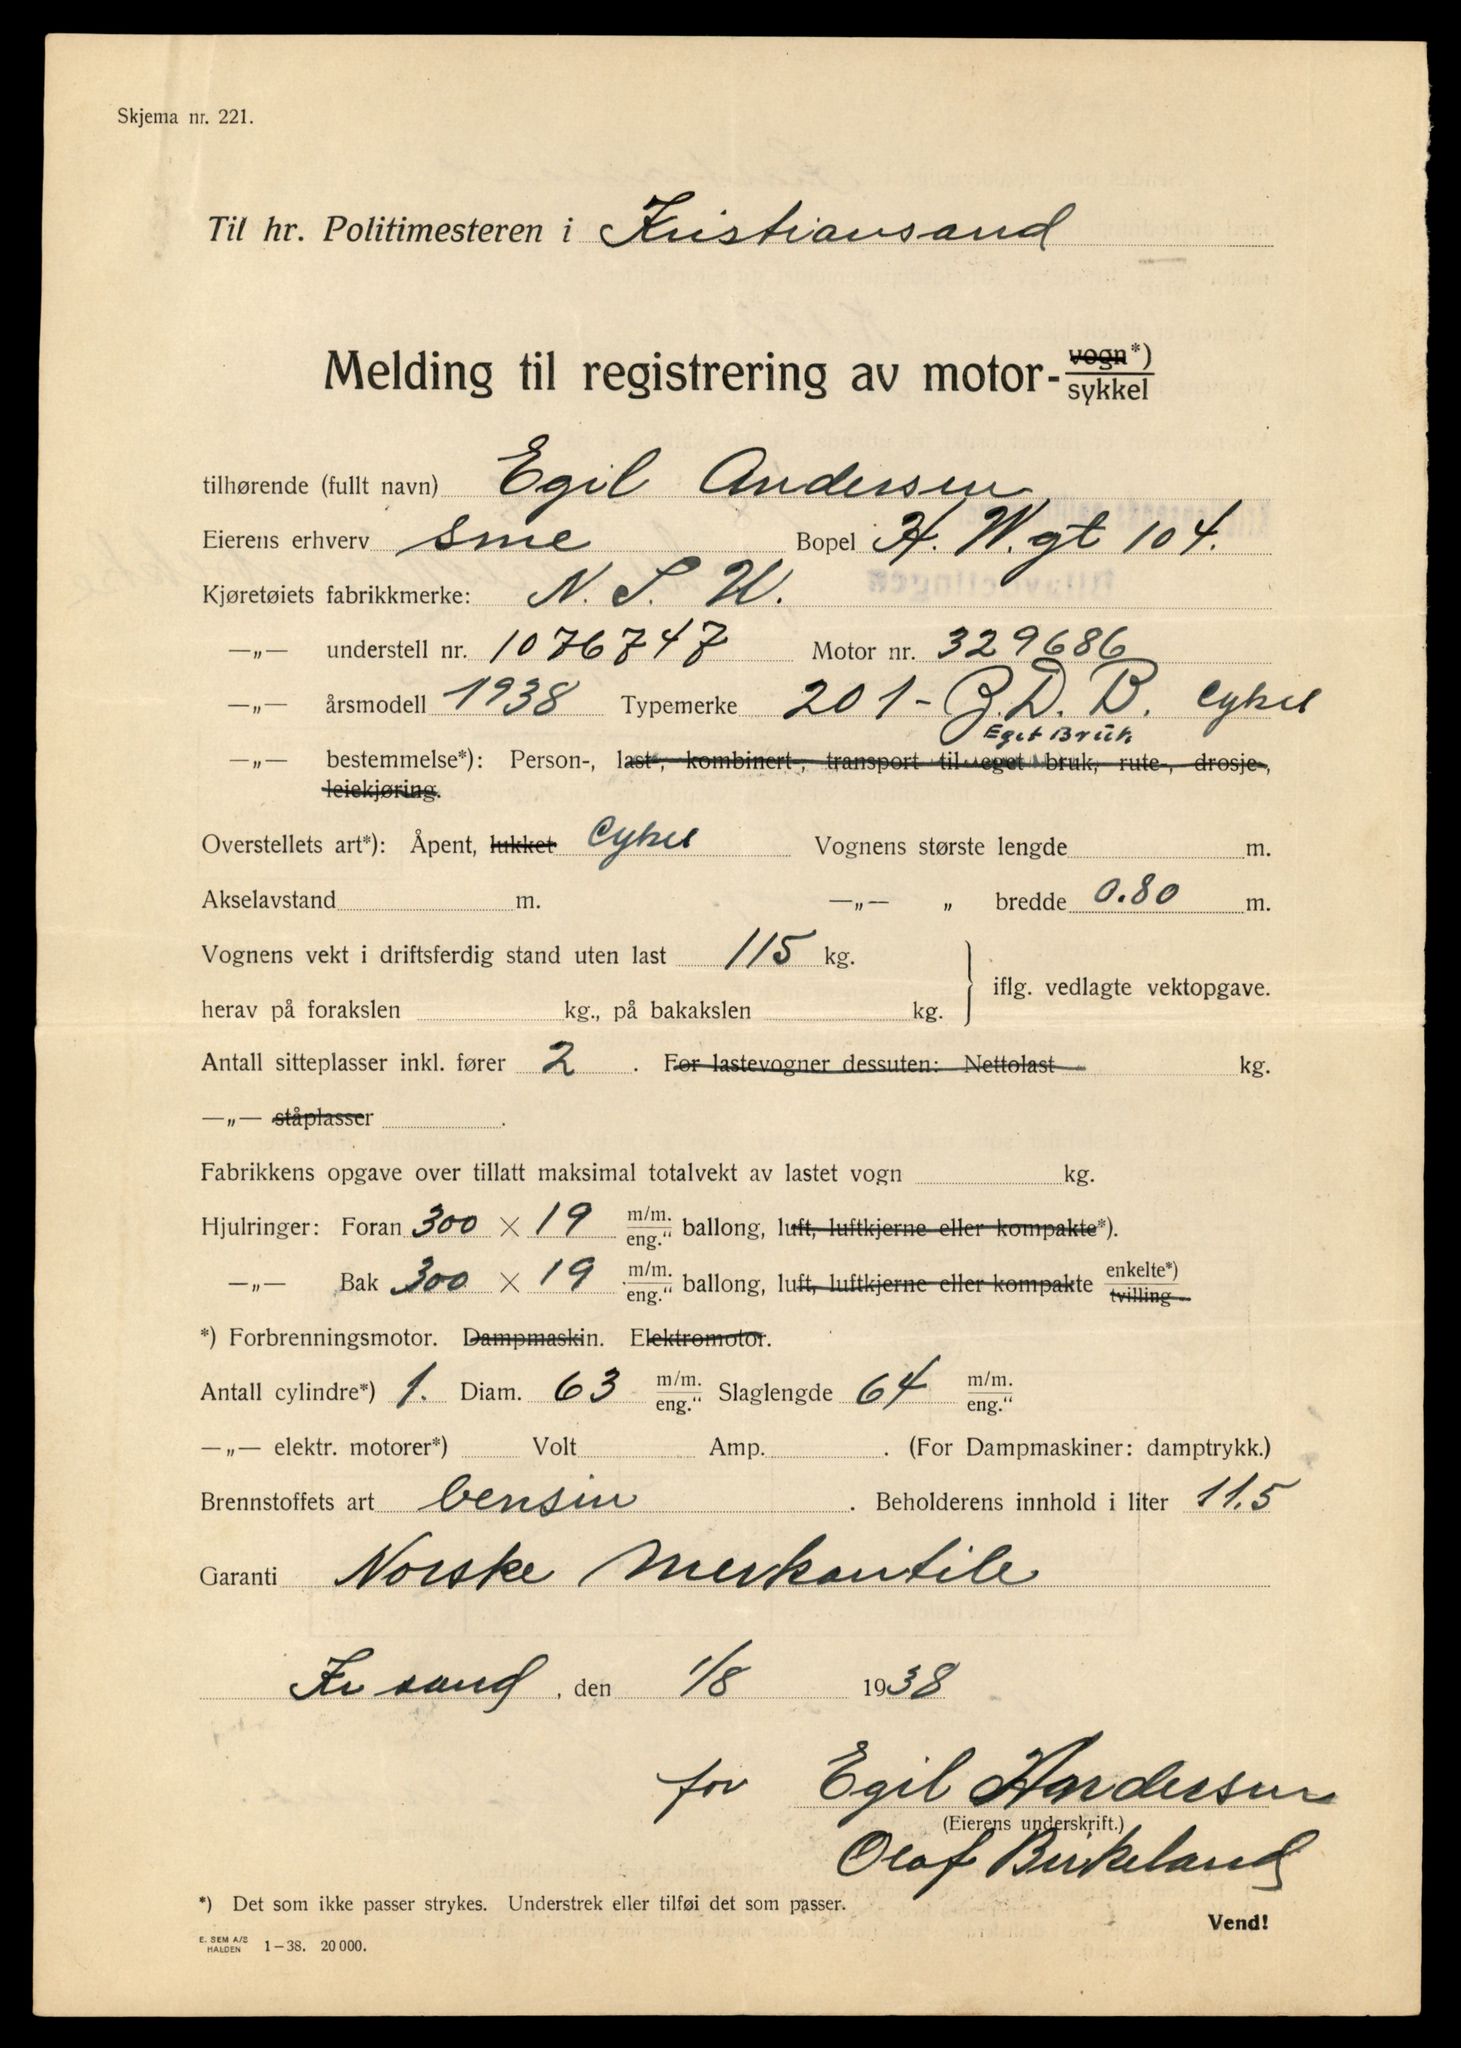 Skjema nr. 221.
Til hr. Politimesteren i Kristiansand
Melding til registrering av motor-vogn*)
sykkel
tilhørende (fullt navn) Egil Andersen
Eierens erhverv sme Bopel H. W. gt 104.
Kjøretøiets fabrikkmerke: N. S. U.
—„— understell nr. 1076747 Motor nr. 329686
—„— årsmodell 1938 Typemerke 201- Z.D.B. Cykel
Eget Bruk
—„— bestemmelse*): Person-, last-, kombinert-, transport til eget bruk, rute-, drosje-,
leiekjøring.
Overstellets art*): Åpent, lukket Cykel Vognens største lengde m.
Akselavstand m. —„— „ bredde 0.80 m.
Vognens vekt i driftsferdig stand uten last 115 kg.
iflg. vedlagte vektopgave.
herav på forakslen kg., på bakakslen kg.
Antall sitteplasser inkl. fører 2 . For lastevogner dessuten: Nettolast kg.
—„— ståplasser .
Fabrikkens opgave over tillatt maksimal totalvekt av lastet vogn kg.
Hjulringer: Foran 300 × 19 m/m. eng.“ ballong, luft, luftkjerne eller kompakte*).
—„— Bak 300 × 19 m/m. eng.“ ballong, luft, luftkjerne eller kompakte enkelte*) tvilling
*) Forbrenningsmotor. Dampmaskin. Elektromotor.
Antall cylindre*) 1. Diam. 63 m/m. eng.“ Slaglengde 64 m/m. eng.“
—„— elektr. motorer*) Volt Amp. . (For Dampmaskiner: damptrykk.)
Brennstoffets art bensin . Beholderens innhold i liter 11.5
Garanti Norske Merkantile
Kr sand , den 1/8 1938
for Egil Andersen
(Eierens underskrift.)
Olaf Birkeland
*) Det som ikke passer strykes. Understrek eller tilføi det som passer.
Vend!
E. SEM A/S
HALDEN 1–38. 20 000.